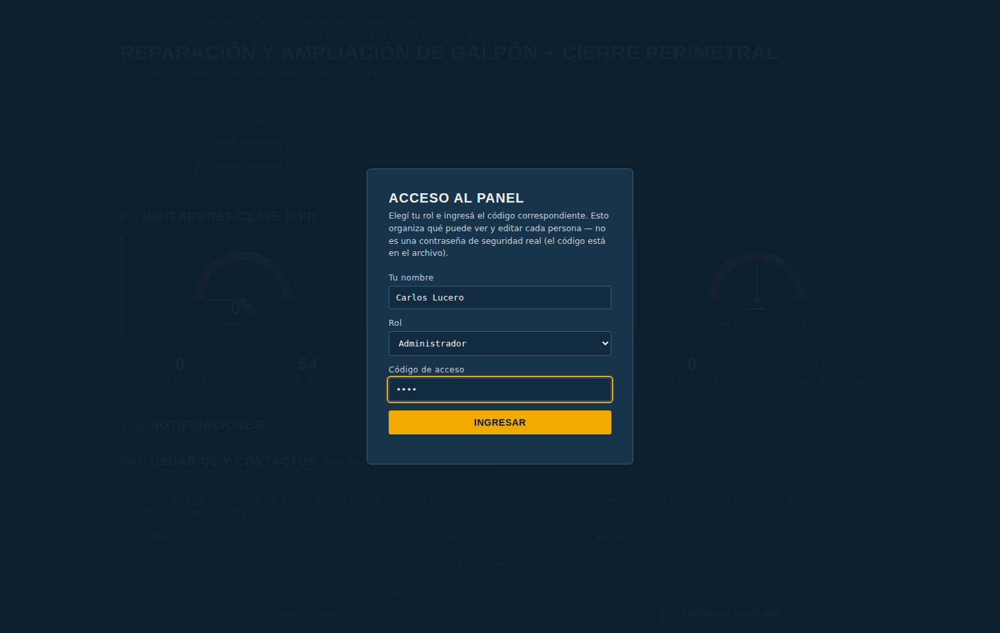 REPARACIÓN Y AMPLIACIÓN DE GALPÓN + CIERRE PERIMETRAL
frentes de trabajo — Panel de seguimiento en tiempo real
VISTA GERENTE
MODO OSCURO
INDICADORES CLAVE (KPI)
0%
% AVANCE TOTAL
PRODUCTIVIDAD GENERAL
0
DÍAS PERDIDOS
54
TAREAS CRÍTICAS
0
0
ACCESO AL PANEL
Elegí tu rol e ingresá el código correspondiente. Esto
organiza qué puede ver y editar cada persona — no
es una contraseña de seguridad real (el código está
en el archivo).
Tu nombre
Carlos Lucero
Rol
Administrador
Código de acceso
••••
INGRESAR
00B NOTIFICACIONES
00A USUARIOS Y CONTACTOS
Registrá acá a las personas que van a poder acceder al panel — nombre, rol, email y WhatsApp. Cuando migremos a Supabase, esta misma tabla se convierte en la tabla real de
usuarios con login individual.
NOMBRE ROL EMAIL WHATSAPP
Todavía no hay usuarios registrados.
Nombre Rol Email WhatsApp
Administrador
+ AGREGAR USUARIO